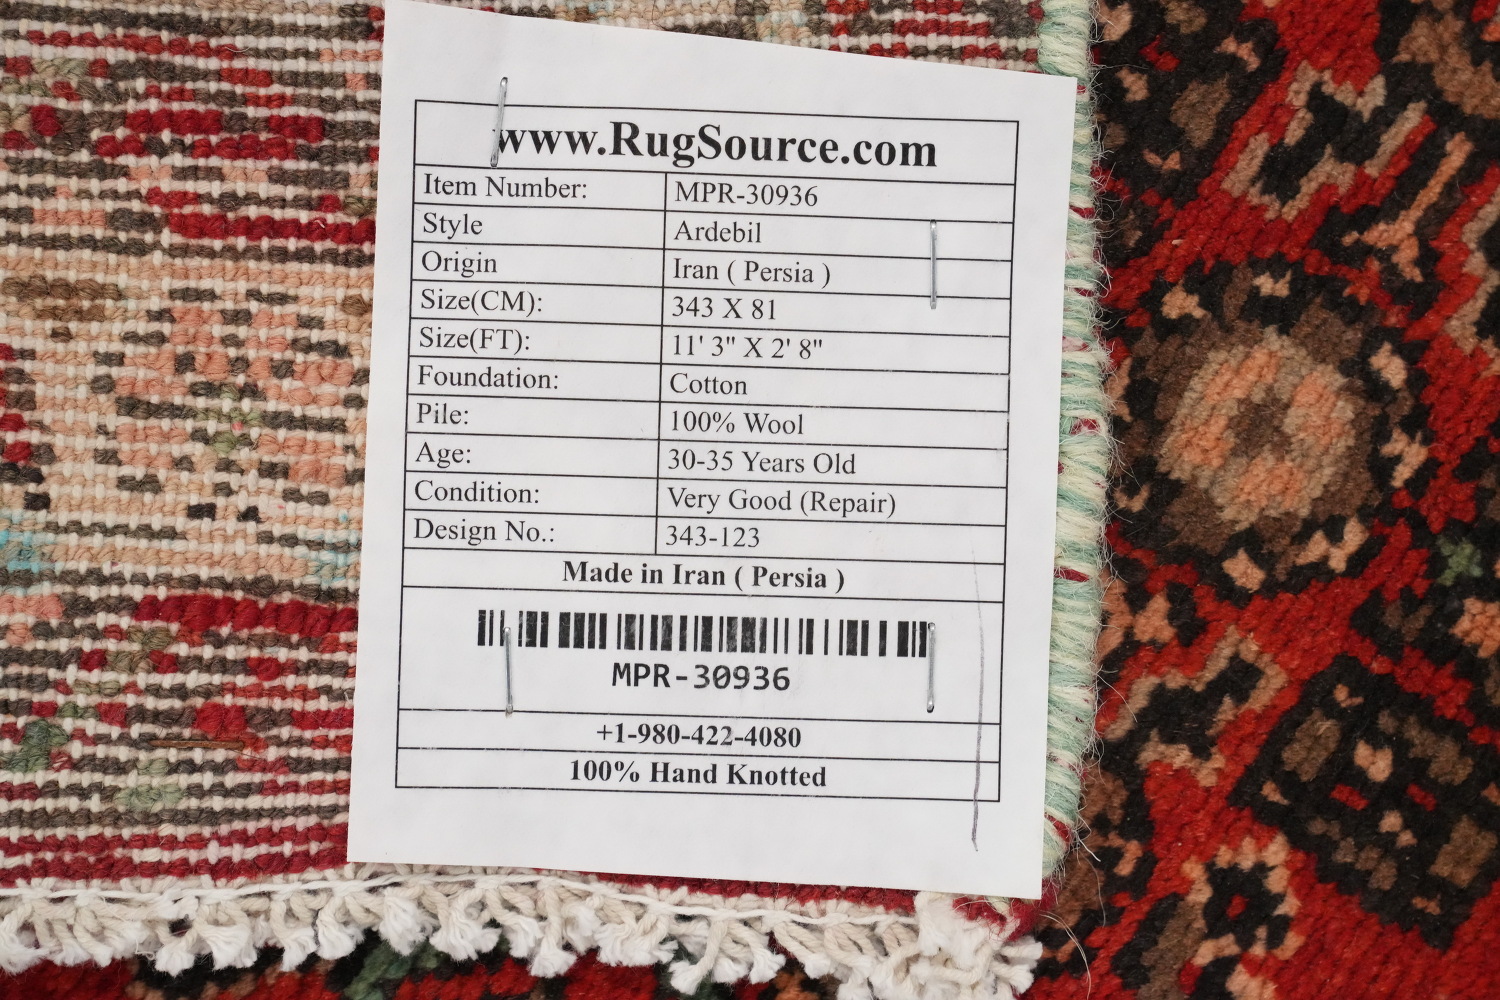 www.RugSource.com
Item Number: MPR-30936
Style Ardebil
Origin Iran ( Persia )
Size(CM): 343 X 81
Size(FT): 11' 3" X 2' 8"
Foundation: Cotton
Pile: 100% Wool
Age: 30-35 Years Old
Condition: Very Good (Repair)
Design No.: 343-123
Made in Iran ( Persia )
MPR-30936
+1-980-422-4080
100% Hand Knotted